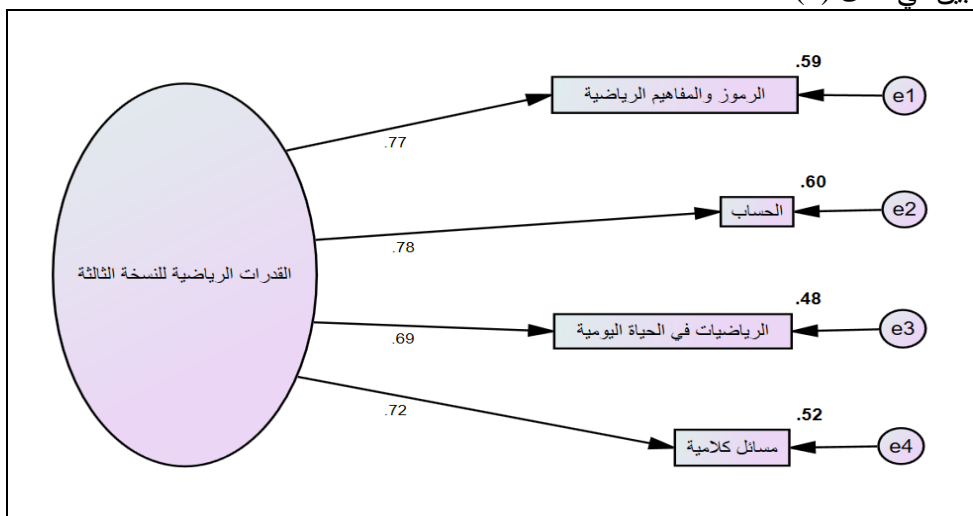 .59
الرموز والمفاهيم الرياضية
e1
.77
.60
الحساب
e2
.78
القدرات الرياضية للنسخة الثالثة
.48
الرياضيات في الحياة اليومية
e3
.69
.72
.52
مسائل كلامية
e4